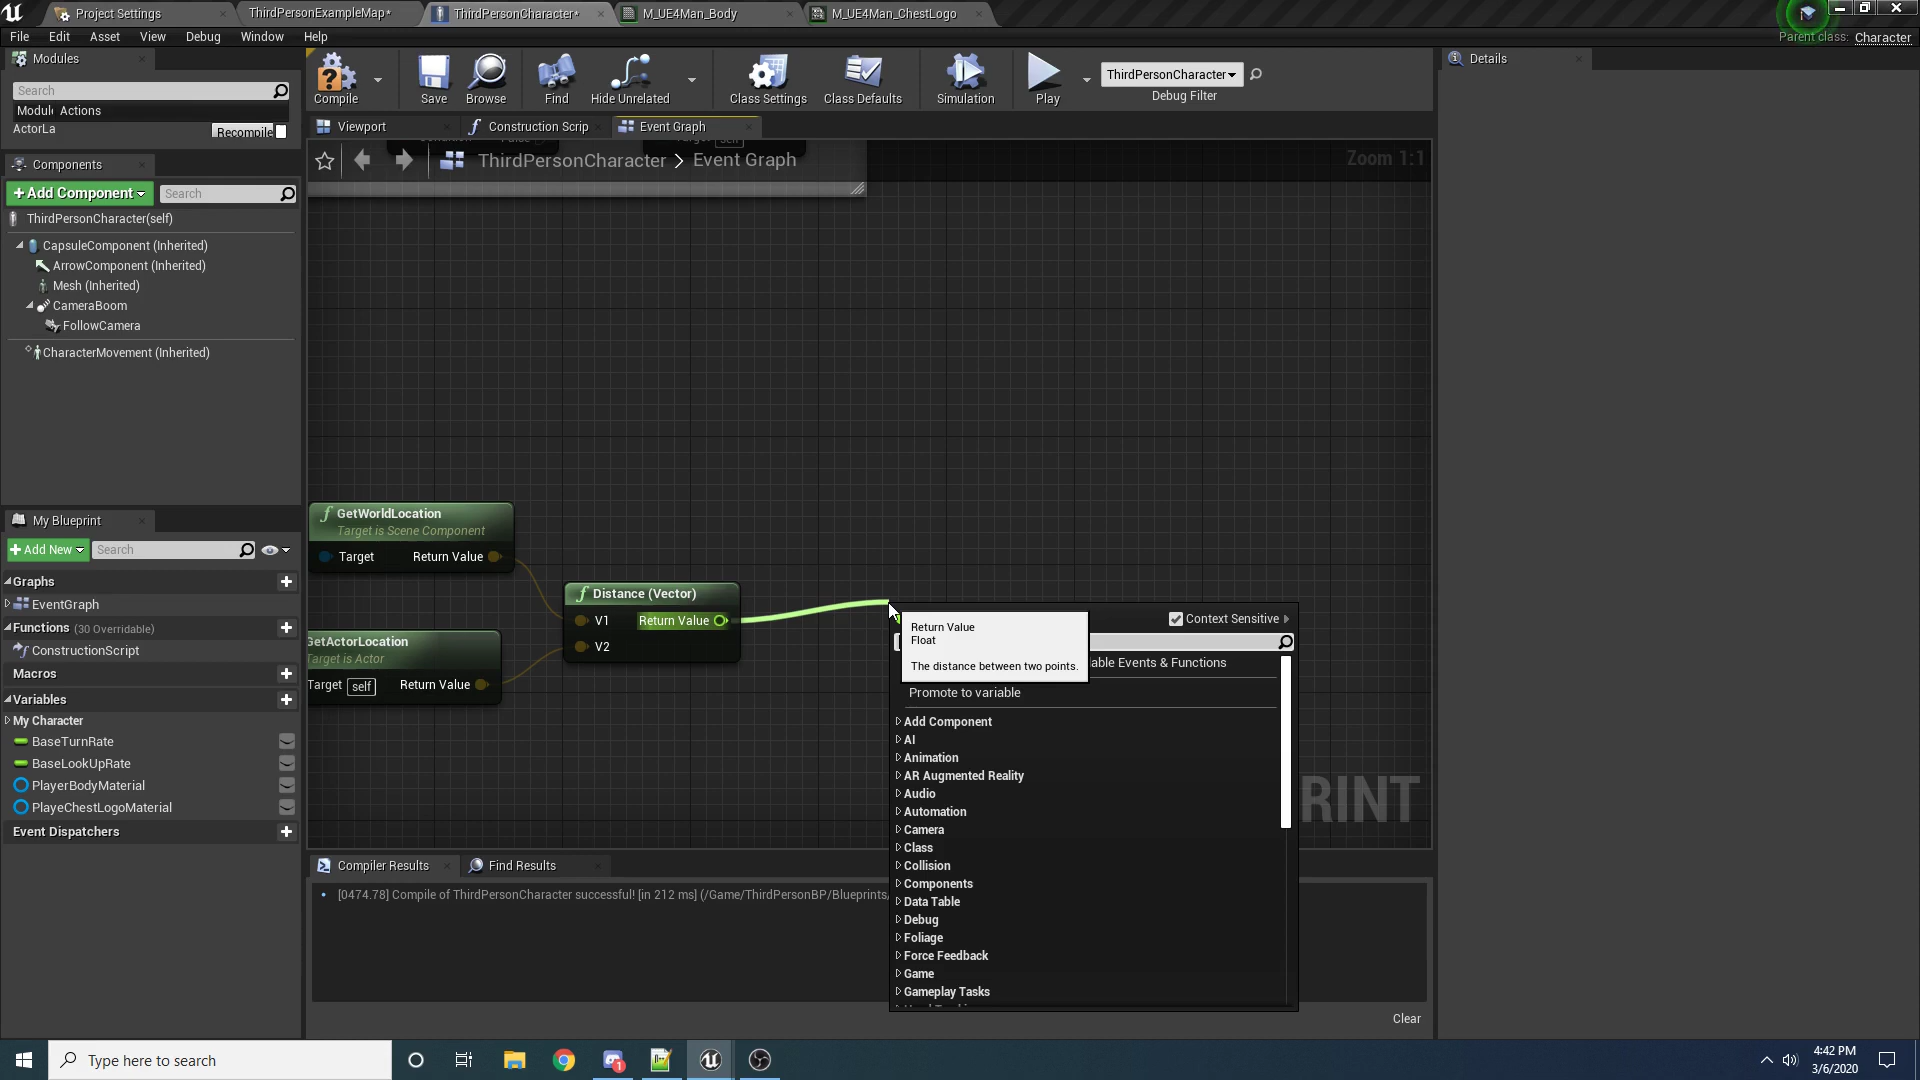 Project Settings
ThirdPersonExampleMap*
ThirdPersonCharacter*
M_UE4Man_Body
M_UE4Man_ChestLogo
File Edit Asset View Debug Window Help
Parent class: Character
Modules
Search
Modul Actions
ActorLa
Recompile
Compile
Save
Browse
Find
Hide Unrelated
Class Settings
Class Defaults
Simulation
Play
ThirdPersonCharacter
Debug Filter
Details
Viewport
Construction Scrip
Event Graph
ThirdPersonCharacter > Event Graph
Zoom 1:1
Components
+Add Component
Search
ThirdPersonCharacter(self)
CapsuleComponent (Inherited)
ArrowComponent (Inherited)
Mesh (Inherited)
CameraBoom
FollowCamera
CharacterMovement (Inherited)
My Blueprint
+Add New
Search
Graphs
EventGraph
Functions (30 Overridable)
ConstructionScript
Macros
Variables
My Character
BaseTurnRate
BaseLookUpRate
PlayerBodyMaterial
PlayeChestLogoMaterial
Event Dispatchers
GetWorldLocation
Target is Scene Component
Target Return Value
GetActorLocation
Target is Actor
Target self Return Value
Distance (Vector)
V1 Return Value
V2
Return Value
Float
The distance between two points.
Context Sensitive
able Events & Functions
Promote to variable
Add Component
AI
Animation
AR Augmented Reality
Audio
Automation
Camera
Class
Collision
Components
Data Table
Debug
Foliage
Force Feedback
Game
Gameplay Tasks
RINT
Compiler Results
Find Results
[0474.78] Compile of ThirdPersonCharacter successful! [in 212 ms] (/Game/ThirdPersonBP/Blueprints/
Clear
Type here to search
1
4:42 PM
3/6/2020